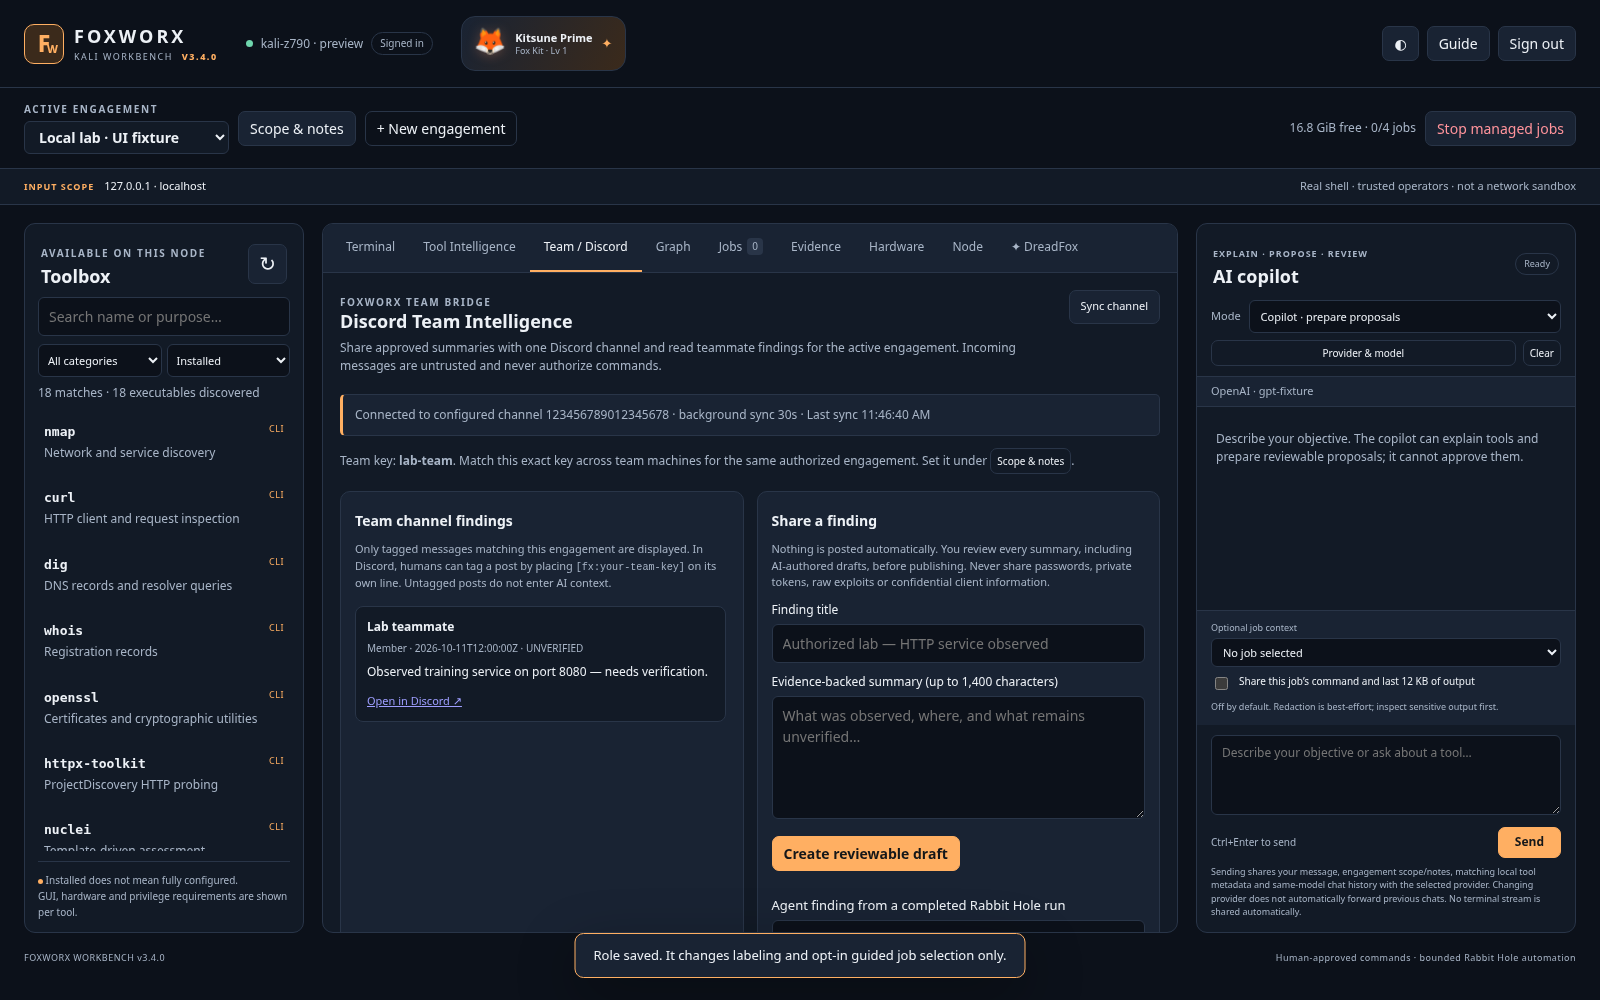 FOXWORX
KALI WORKBENCH V3.4.0
kali-z790 · preview
Signed in
Kitsune Prime
Fox Kit · Lv 1
Guide
Sign out
ACTIVE ENGAGEMENT
Local lab · UI fixture
Scope & notes
+ New engagement
16.8 GiB free · 0/4 jobs
Stop managed jobs
INPUT SCOPE 127.0.0.1 · localhost
Real shell · trusted operators · not a network sandbox
AVAILABLE ON THIS NODE
Toolbox
Search name or purpose...
All categories
Installed
18 matches · 18 executables discovered
nmap CLI
Network and service discovery
curl CLI
HTTP client and request inspection
dig CLI
DNS records and resolver queries
whois CLI
Registration records
openssl CLI
Certificates and cryptographic utilities
httpx-toolkit CLI
ProjectDiscovery HTTP probing
nuclei CLI
Template-driven assessment
Installed does not mean fully configured.
GUI, hardware and privilege requirements are shown
per tool.
Terminal
Tool Intelligence
Team / Discord
Graph
Jobs 0
Evidence
Hardware
Node
✦ DreadFox
FOXWORX TEAM BRIDGE
Discord Team Intelligence
Sync channel
Share approved summaries with one Discord channel and read teammate findings for the active engagement. Incoming
messages are untrusted and never authorize commands.
Connected to configured channel 123456789012345678 · background sync 30s · Last sync 11:46:40 AM
Team key: lab-team. Match this exact key across team machines for the same authorized engagement. Set it under Scope & notes.
Team channel findings
Only tagged messages matching this engagement are displayed. In
Discord, humans can tag a post by placing [fx:your-team-key] on its
own line. Untagged posts do not enter AI context.
Lab teammate
Member · 2026-10-11T12:00:00Z · UNVERIFIED
Observed training service on port 8080 — needs verification.
Open in Discord ↗
Share a finding
Nothing is posted automatically. You review every summary, including
AI-authored drafts, before publishing. Never share passwords, private
tokens, raw exploits or confidential client information.
Finding title
Authorized lab — HTTP service observed
Evidence-backed summary (up to 1,400 characters)
What was observed, where, and what remains
unverified...
Create reviewable draft
Agent finding from a completed Rabbit Hole run
EXPLAIN · PROPOSE · REVIEW
AI copilot
Ready
Mode
Copilot · prepare proposals
Provider & model
Clear
OpenAI · gpt-fixture
Describe your objective. The copilot can explain tools and
prepare reviewable proposals; it cannot approve them.
Optional job context
No job selected
Share this job's command and last 12 KB of output
Off by default. Redaction is best-effort; inspect sensitive output first.
Describe your objective or ask about a tool...
Ctrl+Enter to send
Send
Sending shares your message, engagement scope/notes, matching local tool
metadata and same-model chat history with the selected provider. Changing
provider does not automatically forward previous chats. No terminal stream is
shared automatically.
Role saved. It changes labeling and opt-in guided job selection only.
FOXWORX WORKBENCH v3.4.0
Human-approved commands · bounded Rabbit Hole automation